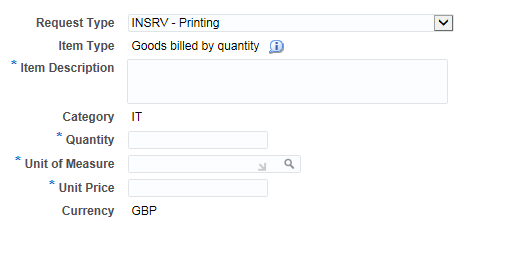 Request Type INSRV - Printing
Item Type Goods billed by quantity
* Item Description
Category IT
* Quantity
* Unit of Measure
* Unit Price
Currency GBP